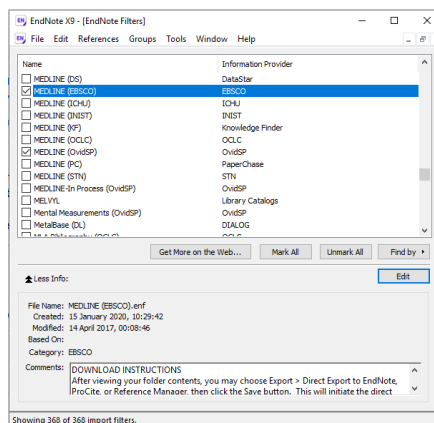 EndNote X9 - [EndNote Filters]
File Edit References Groups Tools Window Help
Name Information Provider
MEDLINE (DS) DataStar
MEDLINE (EBSCO) EBSCO
MEDLINE (ICHU) ICHU
MEDLINE (INIST) INIST
MEDLINE (KF) Knowledge Finder
MEDLINE (OCLC) OCLC
MEDLINE (OvidSP) OvidSP
MEDLINE (PC) PaperChase
MEDLINE (STN) STN
MEDLINE-In Process (OvidSP) OvidSP
MELVYL Library Catalogs
Mental Measurements (OvidSP) OvidSP
MetalBase (DL) DIALOG
MLA Bibliography (OCLC) OCLC
Get More on the Web... Mark All Unmark All Find by
Less Info: Edit
File Name: MEDLINE (EBSCO).enf
Created: 15 January 2020, 10:29:42
Modified: 14 April 2017, 00:08:46
Based On:
Category: EBSCO
Comments: DOWNLOAD INSTRUCTIONS
After viewing your folder contents, you may choose Export > Direct Export to EndNote,
ProCite, or Reference Manager, then click the Save button. This will initiate the direct
Showing 368 of 368 import filters.